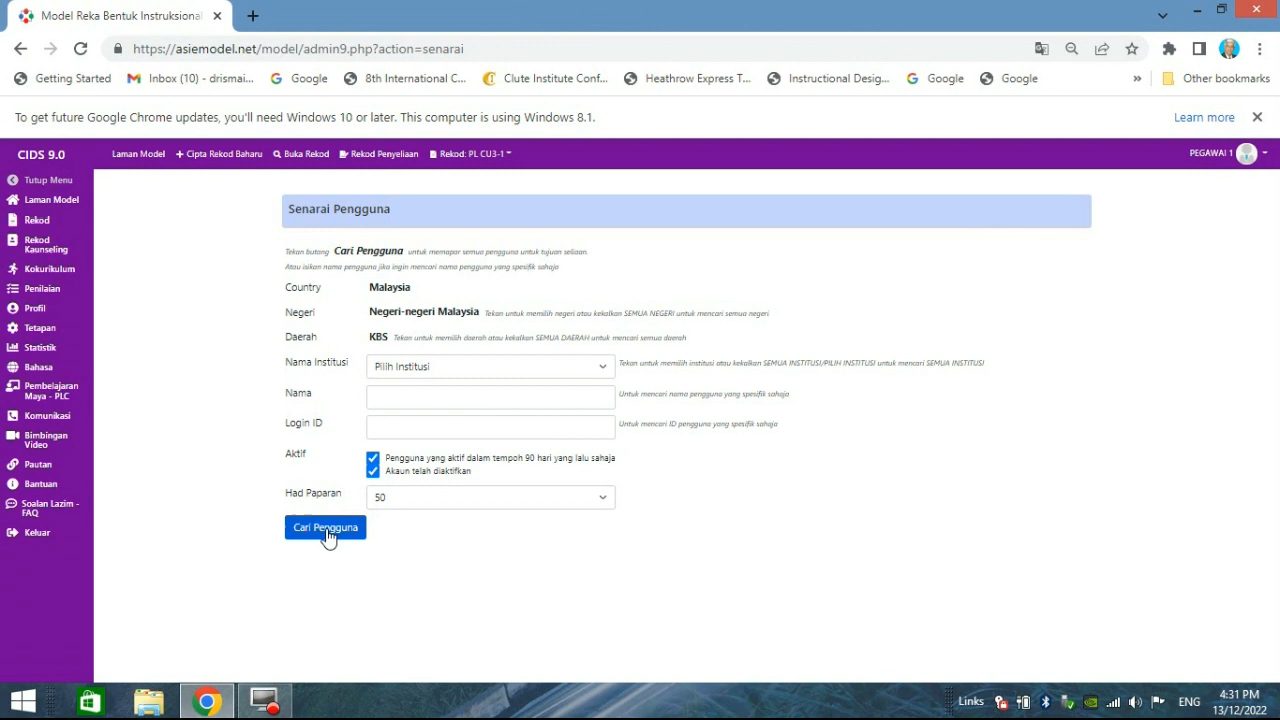 Model Reka Bentuk Instruksional
https://asiemodel.net/model/admin9.php?action=senarai
Getting Started
Inbox (10) - drismai...
Google
8th International C...
Clute Institute Conf...
Heathrow Express T...
Instructional Desig...
Google
Google
»
Other bookmarks
To get future Google Chrome updates, you'll need Windows 10 or later. This computer is using Windows 8.1.
Learn more
CIDS 9.0
Laman Model
+ Cipta Rekod Baharu
Buka Rekod
Rekod Penyeliaan
Rekod: PL CU3-1
PEGAWAI 1
Tutup Menu
Laman Model
Rekod
Rekod
Kaunseling
Kokurikulum
Penilaian
Profil
Tetapan
Statistik
Bahasa
Pembelajaran
Maya - PLC
Komunikasi
Bimbingan
Video
Pautan
Bantuan
Soalan Lazim -
FAQ
Keluar
Senarai Pengguna
Tekan butang Cari Pengguna untuk memapar semua pengguna untuk tujuan seliaan.
Atau isikan nama pengguna jika ingin mencari nama pengguna yang spesifik sahaja
Country Malaysia
Negeri Negeri-negeri Malaysia Tekan untuk memilih negeri atau kekalkan SEMUA NEGERI untuk mencari semua negeri
Daerah KBS Tekan untuk memilih daerah atau kekalkan SEMUA DAERAH untuk mencari semua daerah
Nama Institusi Pilih Institusi Tekan untuk memilih institusi atau kekalkan SEMUA INSTITUSI/PILIH INSTITUSI untuk mencari SEMUA INSTITUSI
Nama Untuk mencari nama pengguna yang spesifik sahaja
Login ID Untuk mencari ID pengguna yang spesifik sahaja
Aktif Pengguna yang aktif dalam tempoh 90 hari yang lalu sahaja
Akaun telah diaktifkan
Had Paparan 50
Cari Pengguna
Links
ENG
4:31 PM
13/12/2022